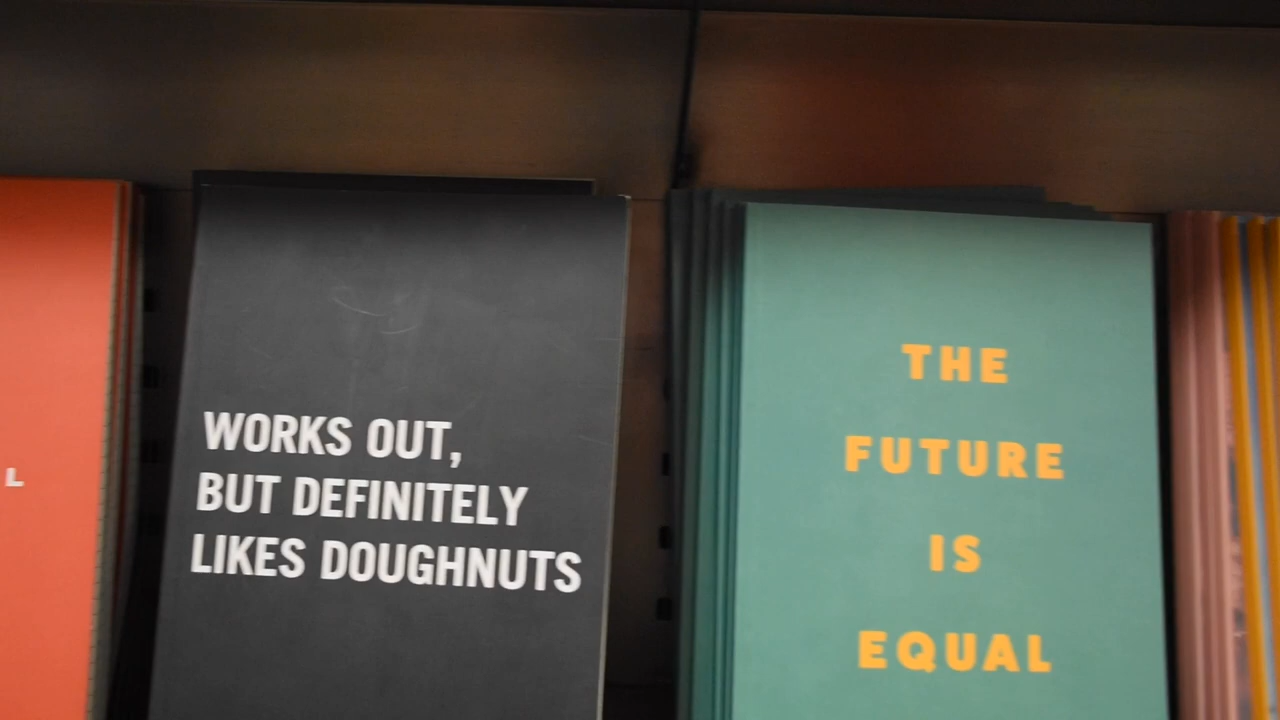 L
WORKS OUT,
BUT DEFINITELY
LIKES DOUGHNUTS
THE
FUTURE
IS
EQUAL